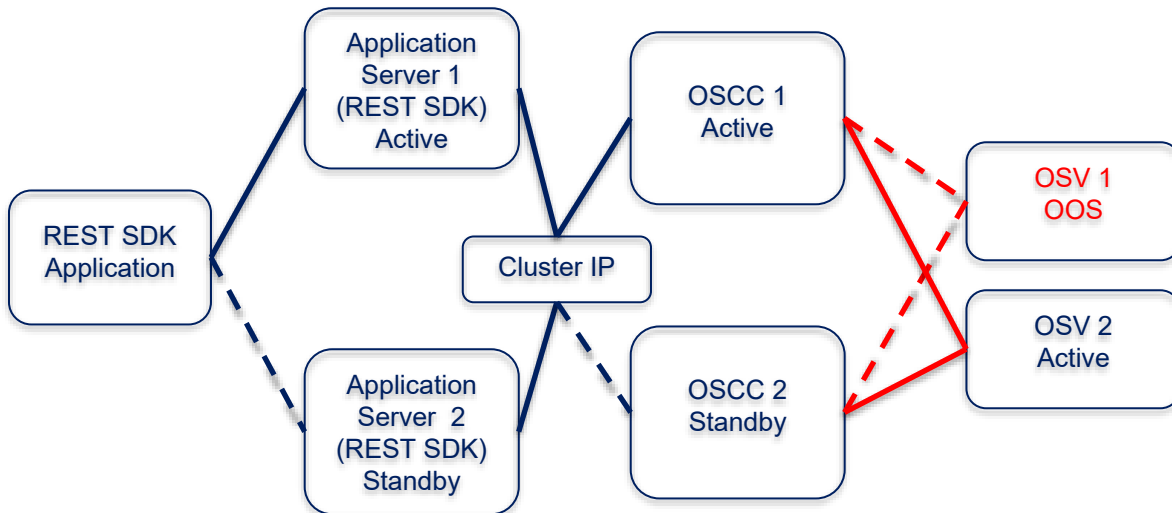 REST SDK
Application
Application
Server 1
(REST SDK)
Active
Application
Server 2
(REST SDK)
Standby
Cluster IP
OSCC 1
Active
OSCC 2
Standby
OSV 1
OOS
OSV 2
Active